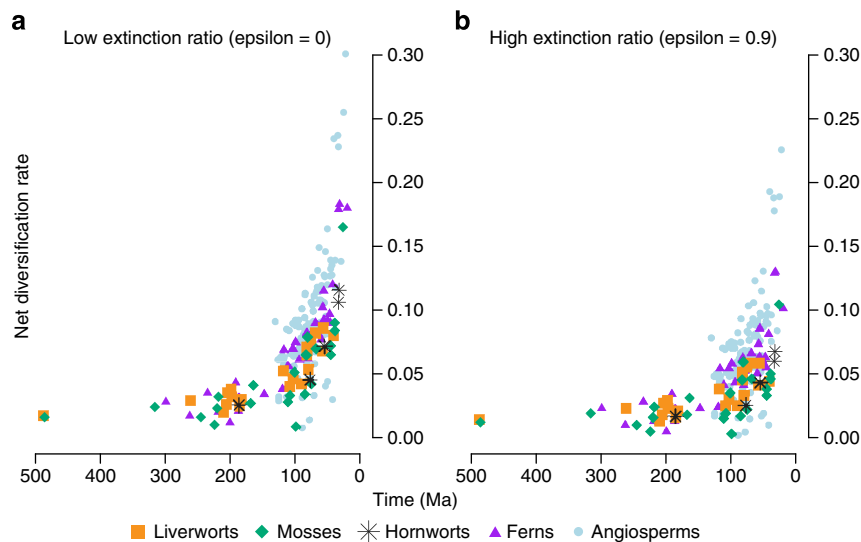 a
b
Low extinction ratio (epsilon = 0)
High extinction ratio (epsilon = 0.9)
Net diversification rate
0.30
0.25
0.20
0.15
0.10
0.05
0.00
0.30
0.25
0.20
0.15
0.10
0.05
0.00
500 400 300 200 100 0
500 400 300 200 100 0
Time (Ma)
Liverworts Mosses Hornworts Ferns Angiosperms